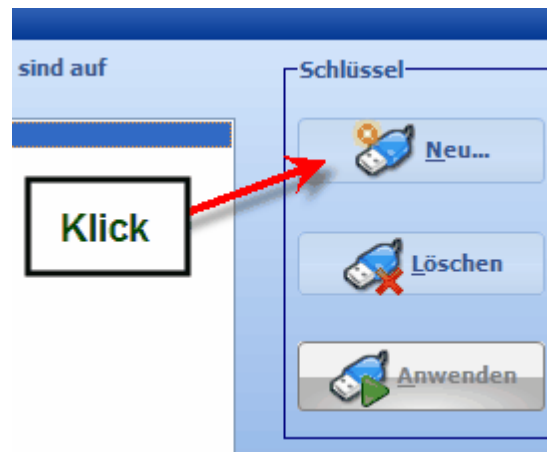 sind auf
Schlüssel
Neu...
Klick
Löschen
Anwenden